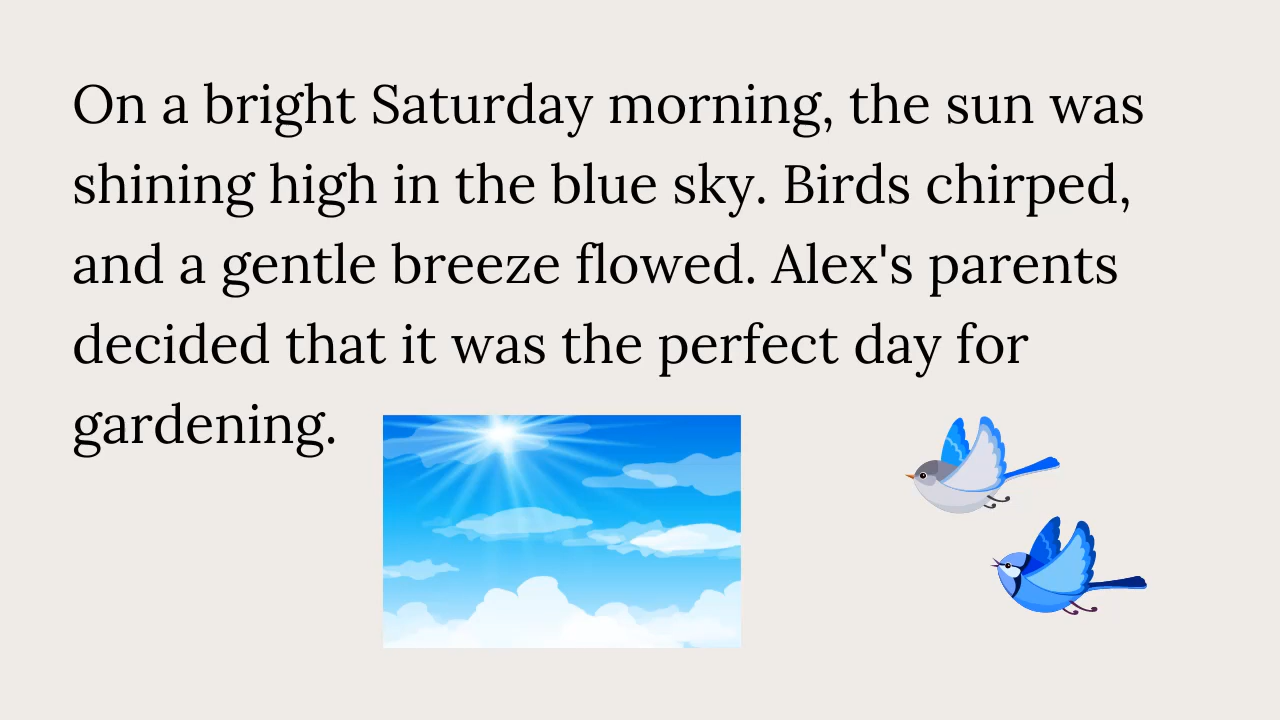 On a bright Saturday morning, the sun was
shining high in the blue sky. Birds chirped,
and a gentle breeze flowed. Alex's parents
decided that it was the perfect day for
gardening.